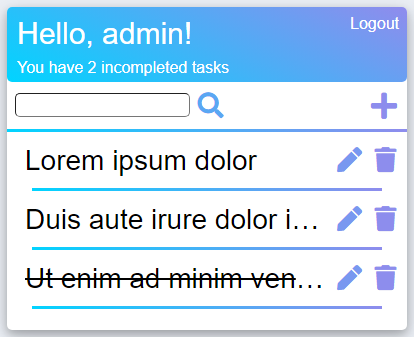 Hello, admin!
Logout
You have 2 incompleted tasks
Lorem ipsum dolor
Duis aute irure dolor i...
Ut enim ad minim ven...